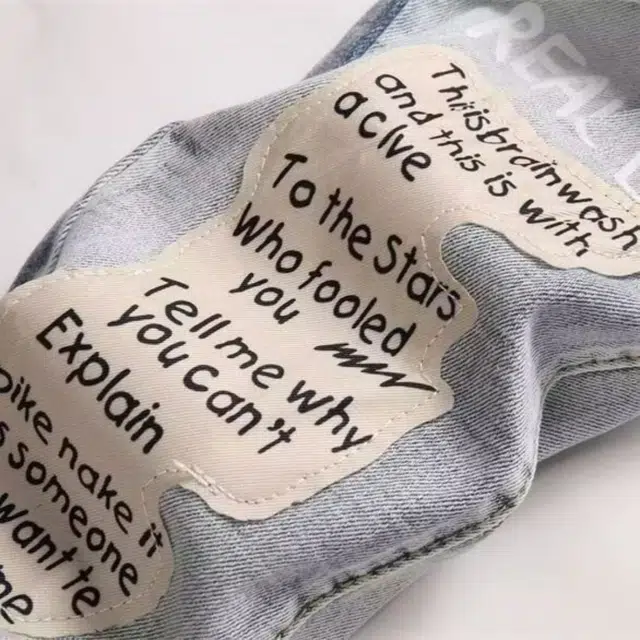 REAL
Thisisbrainwash
and this is with
aclve
To the Stars
Who fooled
you
Tell me why
you can't
Explain
nake it
someone
want te
me